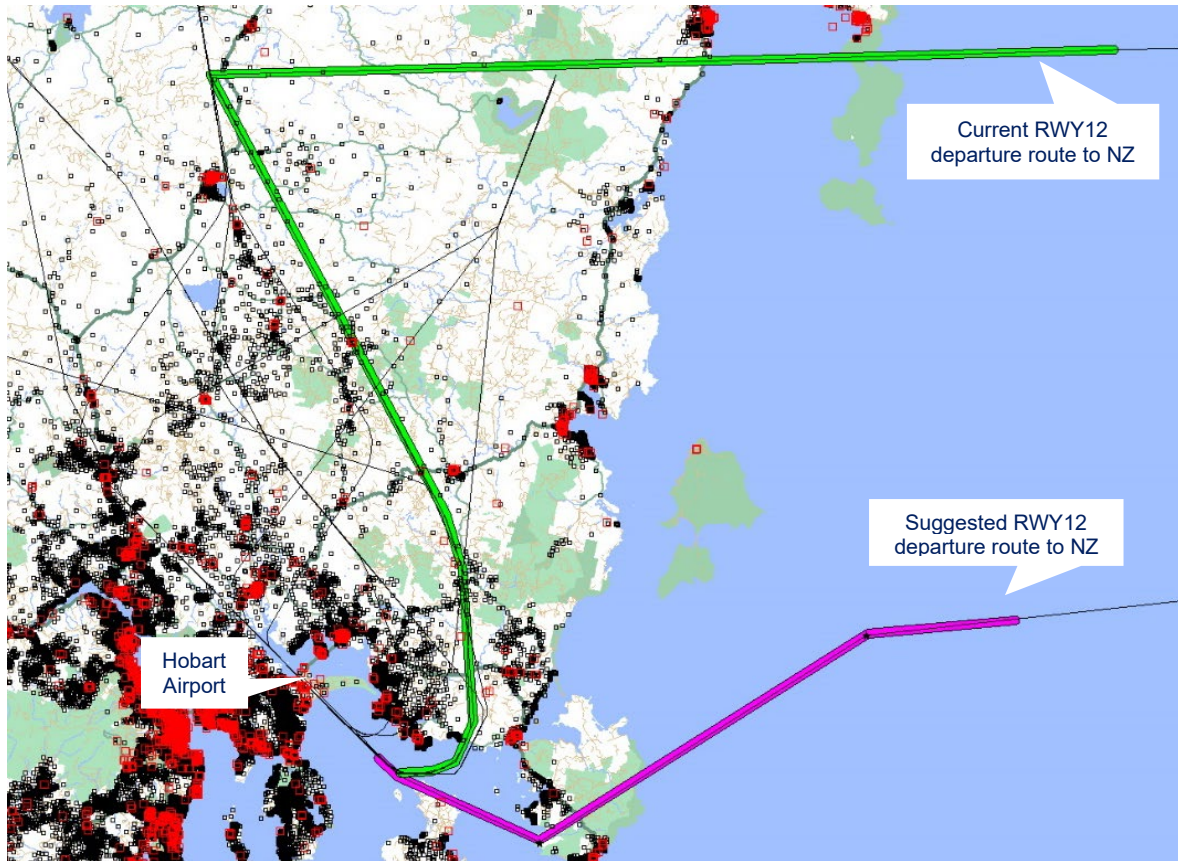 Current RWY12
departure route to NZ
Suggested RWY12
departure route to NZ
Hobart
Airport